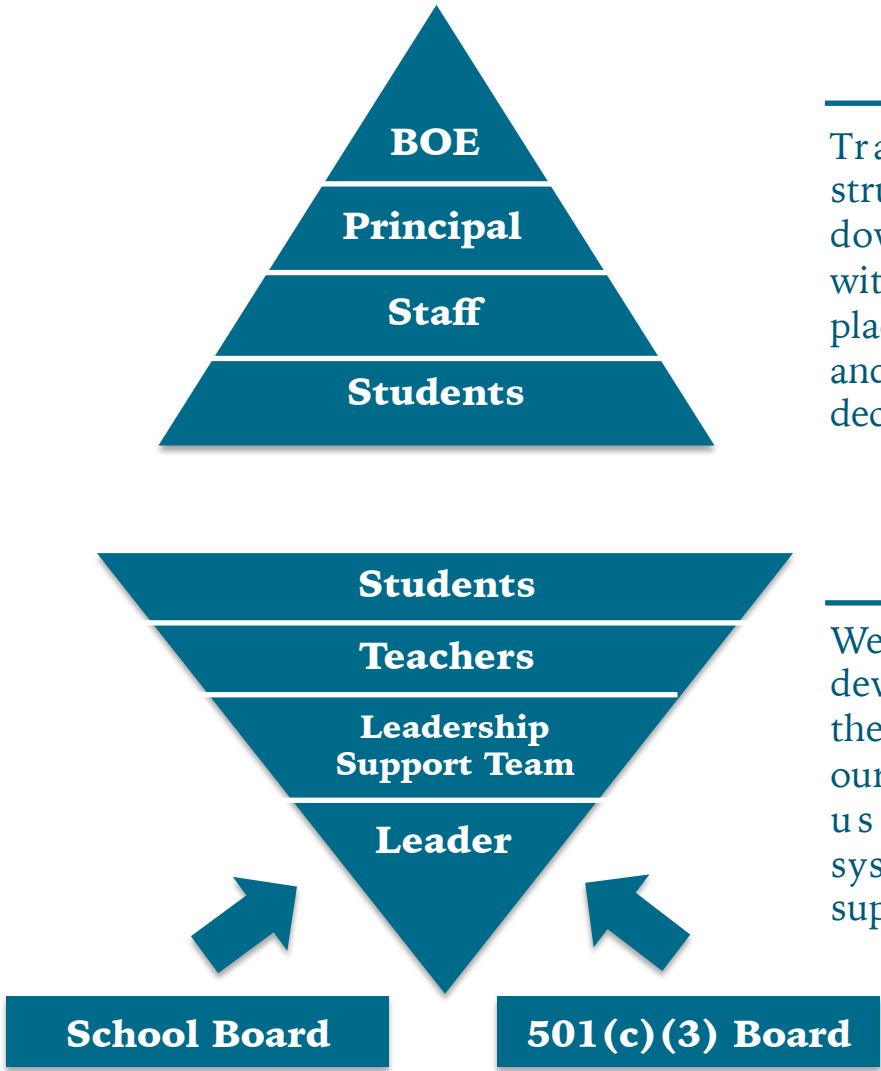 BOE
Principal
Staff
Students
Tra
stru
dow
wit
pla
and
dec
Students
Teachers
Leadership
Support Team
Leader
We
dev
the
our
us
sys
sup
School Board
501(c)(3) Board